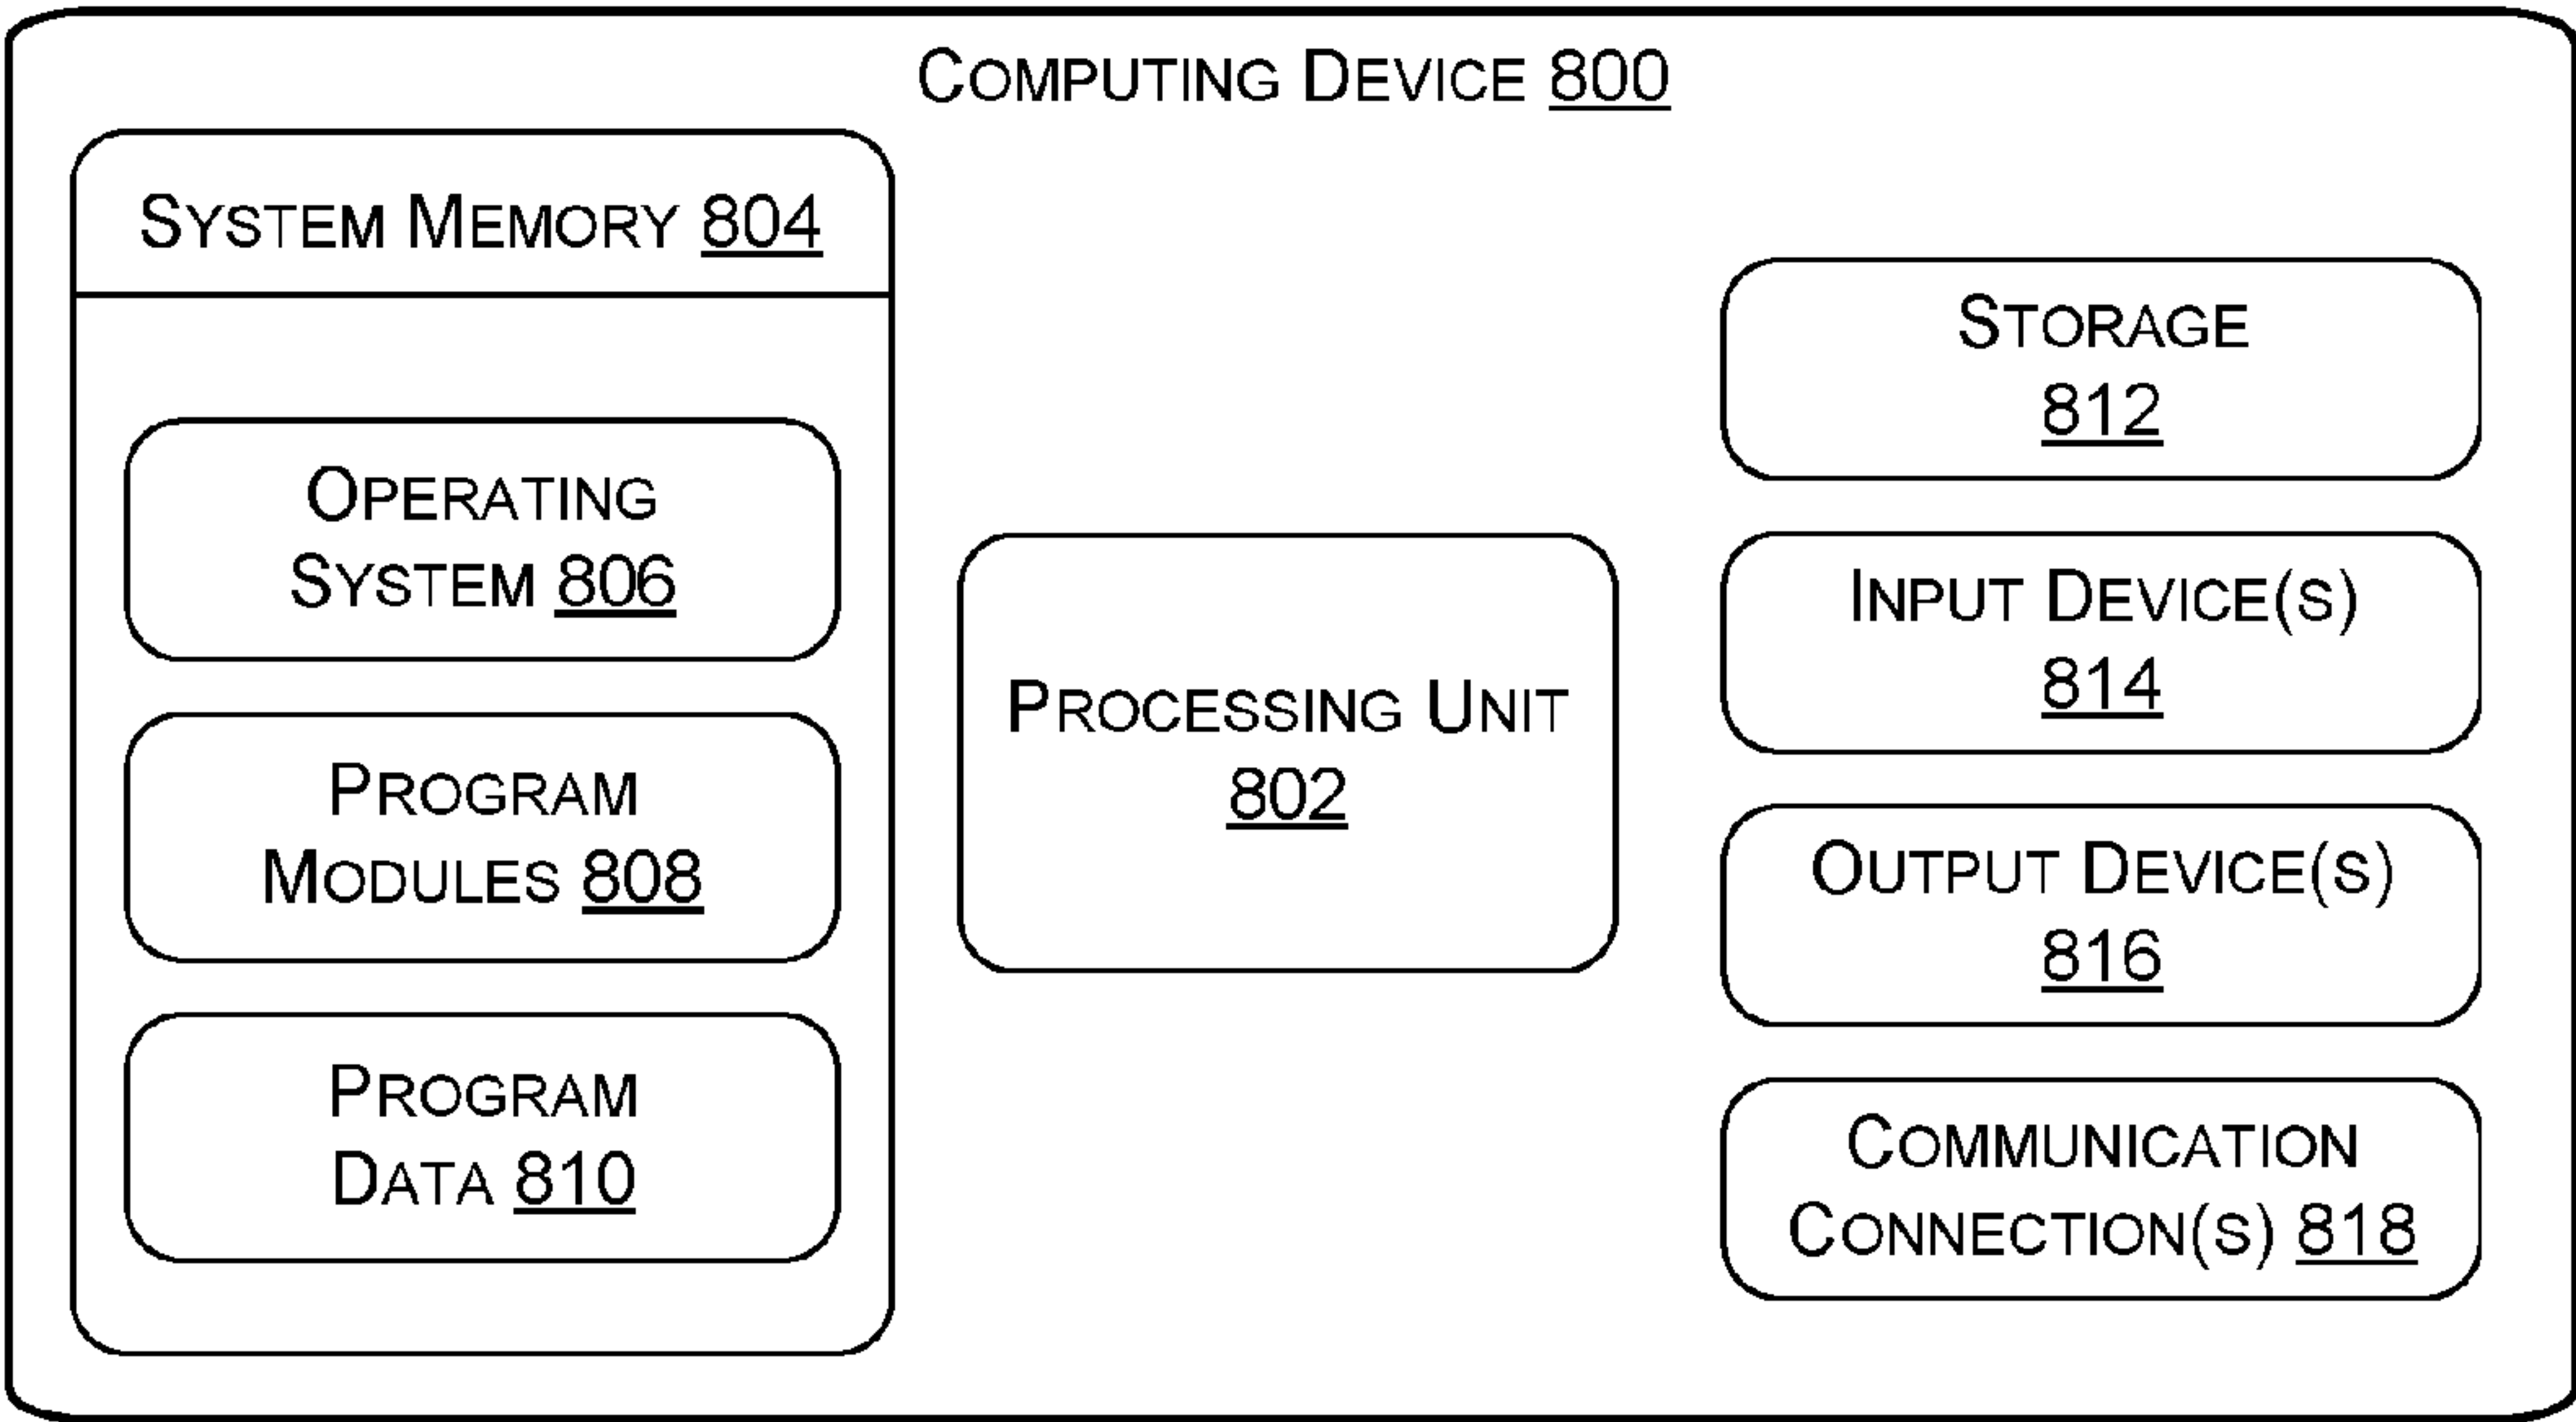 COMPUTING DEVICE 800
SYSTEM MEMORY 804
OPERATING
SYSTEM 806
PROGRAM
MODULES 808
PROGRAM
DATA 810
PROCESSING UNIT
802
STORAGE
812
INPUT DEVICE(S)
814
OUTPUT DEVICE(S)
816
COMMUNICATION
CONNECTION(S) 818